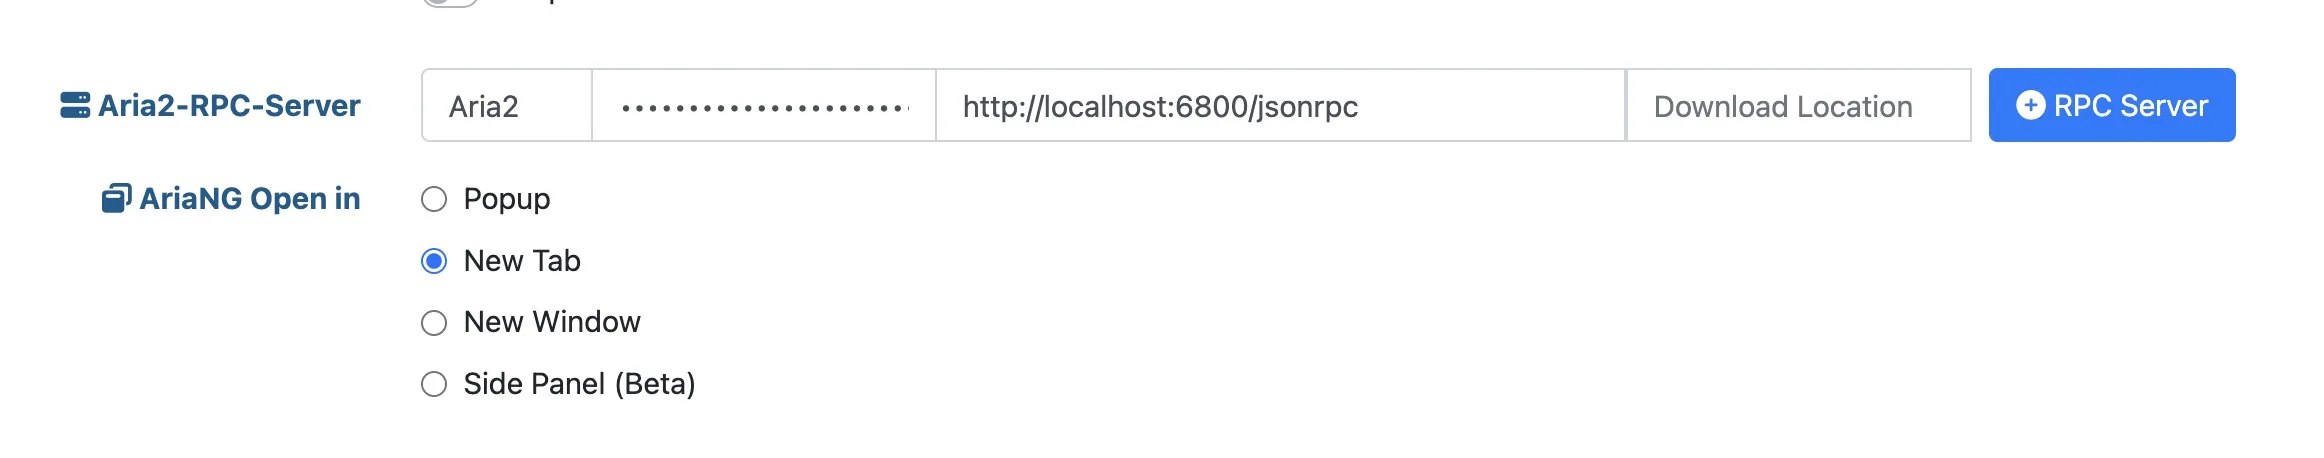 Aria2-RPC-Server Aria2 •••••••••••••••••••••• http://localhost:6800/jsonrpc Download Location RPC Server
AriaNG Open in Popup
New Tab
New Window
Side Panel (Beta)